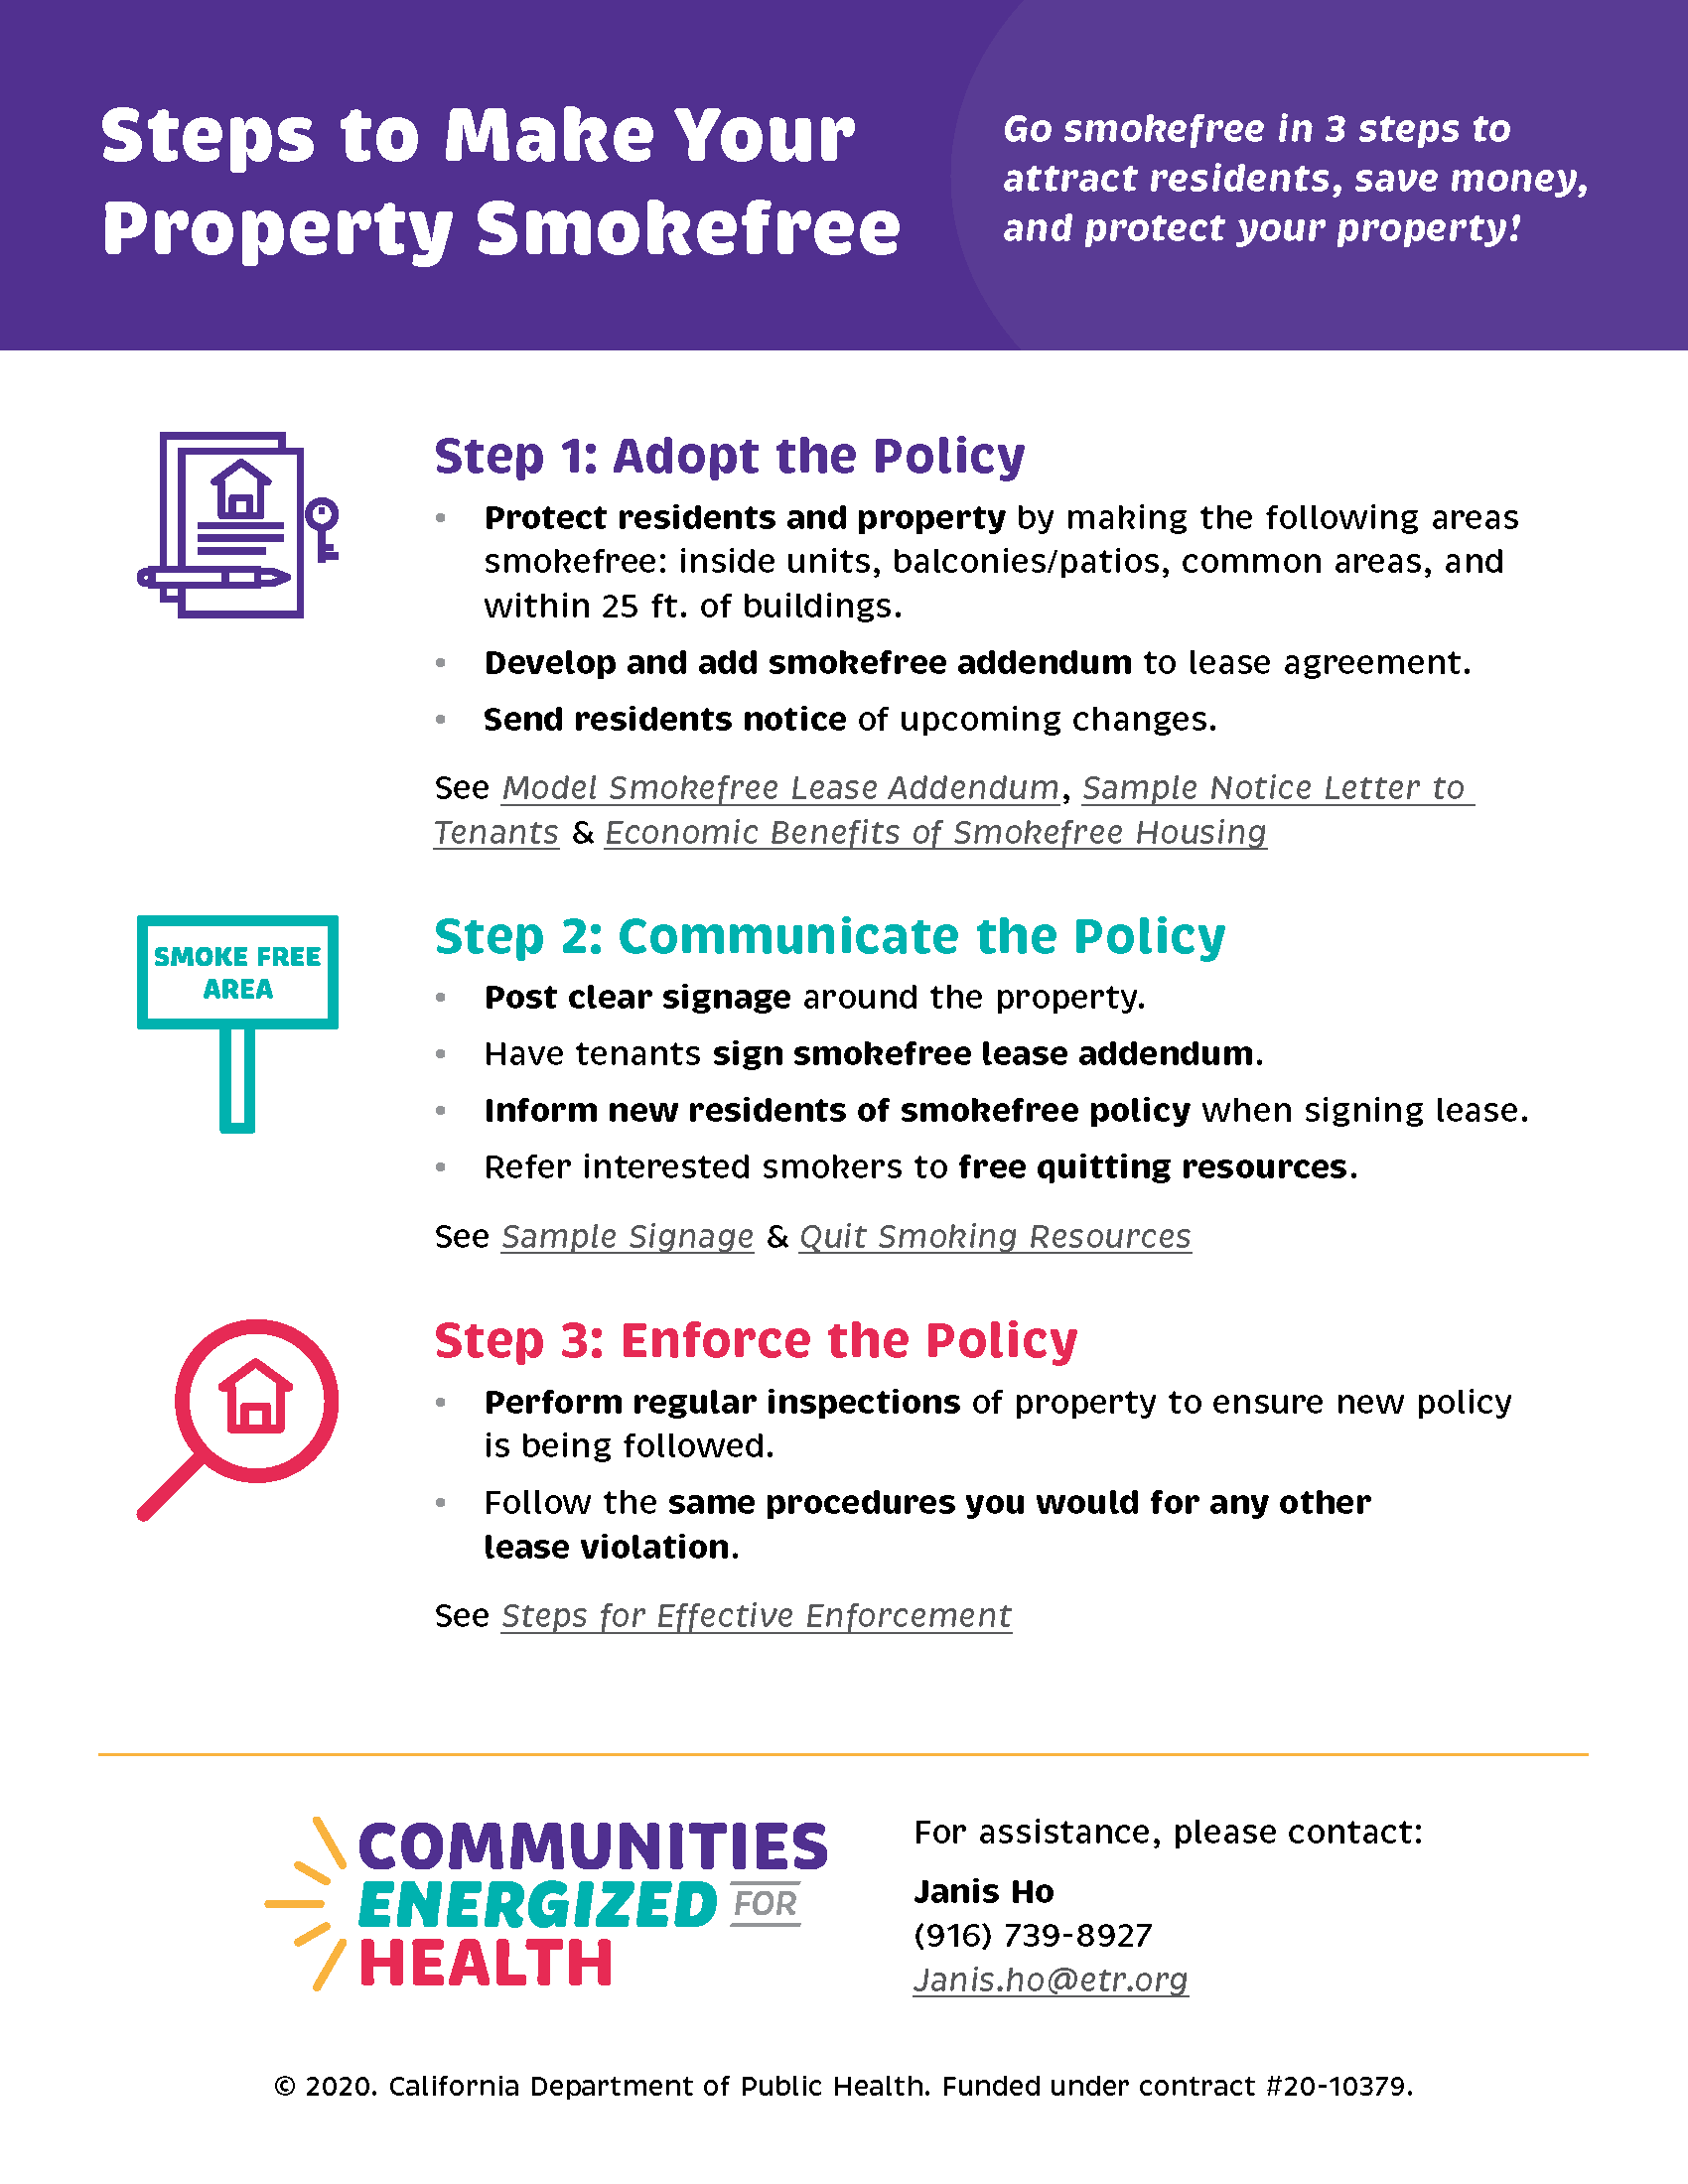 Steps to Make Your
Property Smokefree
Go smokefree in 3 steps to
attract residents, save money,
and protect your property!
Step 1: Adopt the Policy
• Protect residents and property by making the following areas
smokefree: inside units, balconies/patios, common areas, and
within 25 ft. of buildings.
• Develop and add smokefree addendum to lease agreement.
• Send residents notice of upcoming changes.
See Model Smokefree Lease Addendum, Sample Notice Letter to
Tenants & Economic Benefits of Smokefree Housing
SMOKE FREE
AREA
Step 2: Communicate the Policy
• Post clear signage around the property.
• Have tenants sign smokefree lease addendum.
• Inform new residents of smokefree policy when signing lease.
• Refer interested smokers to free quitting resources.
See Sample Signage & Quit Smoking Resources
Step 3: Enforce the Policy
• Perform regular inspections of property to ensure new policy
is being followed.
• Follow the same procedures you would for any other
lease violation.
See Steps for Effective Enforcement
COMMUNITIES
ENERGIZED FOR
HEALTH
For assistance, please contact:
Janis Ho
(916) 739-8927
Janis.ho@etr.org
© 2020. California Department of Public Health. Funded under contract #20-10379.